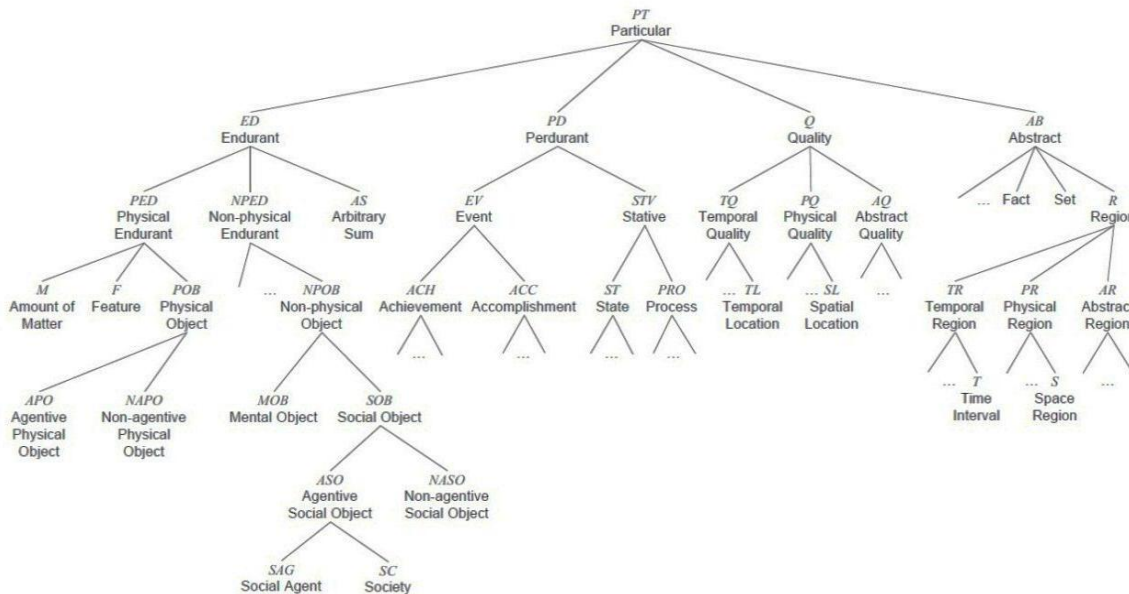 PT
Particular
ED
Endurant
PD
Perdurant
Q
Quality
AB
Abstract
PED
Physical
Endurant
NPED
Non-physical
Endurant
AS
Arbitrary
Sum
EV
Event
STV
Stative
TQ
Temporal
Quality
PQ
Physical
Quality
AQ
Abstract
Quality
...
Fact
Set
R
Region
M
Amount of
Matter
F
Feature
POB
Physical
Object
...
NPOB
Non-physical
Object
ACH
Achievement
...
ACC
Accomplishment
...
ST
State
...
PRO
Process
...
... TL
Temporal
Location
... SL
Spatial
Location
...
TR
Temporal
Region
PR
Physical
Region
AR
Abstract
Region
... T
Time
Interval
... S
Space
Region
...
APO
Agentive
Physical
Object
NAPO
Non-agentive
Physical
Object
MOB
Mental Object
SOB
Social Object
ASO
Agentive
Social Object
NASO
Non-agentive
Social Object
SAG
Social Agent
SC
Society